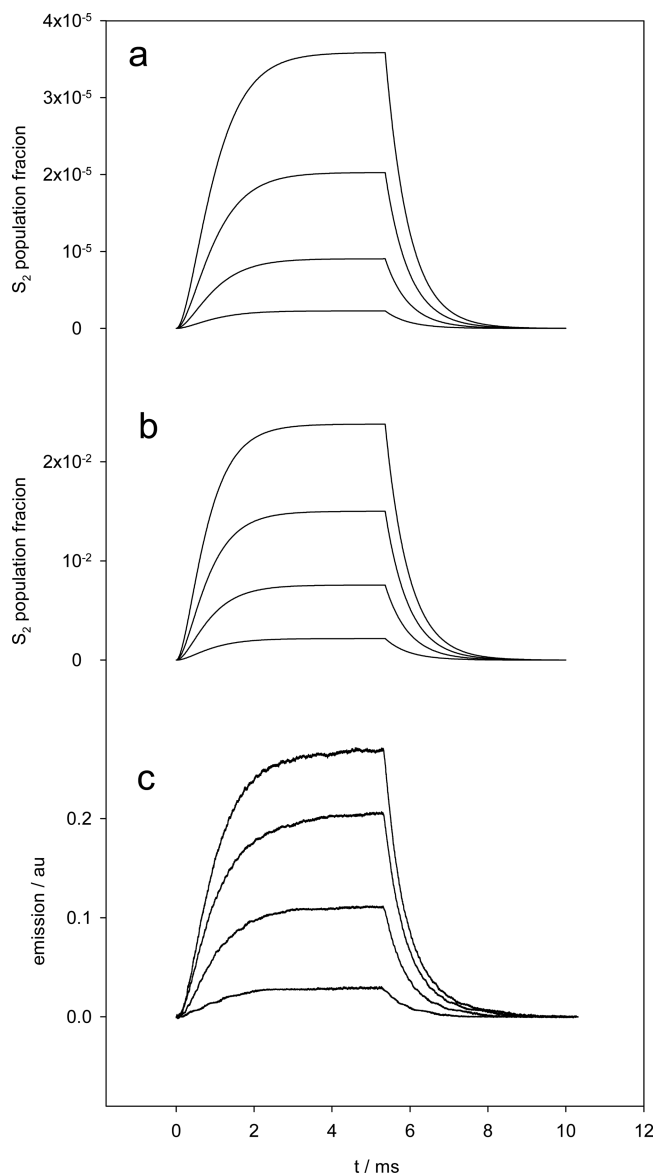 a
4x10-5
3x10-5
2x10-5
10-5
0
S2 population fracion
b
2x10-2
10-2
0
S2 population fracion
c
0.2
0.1
0.0
emission / au
0 2 4 6 8 10 12
t / ms